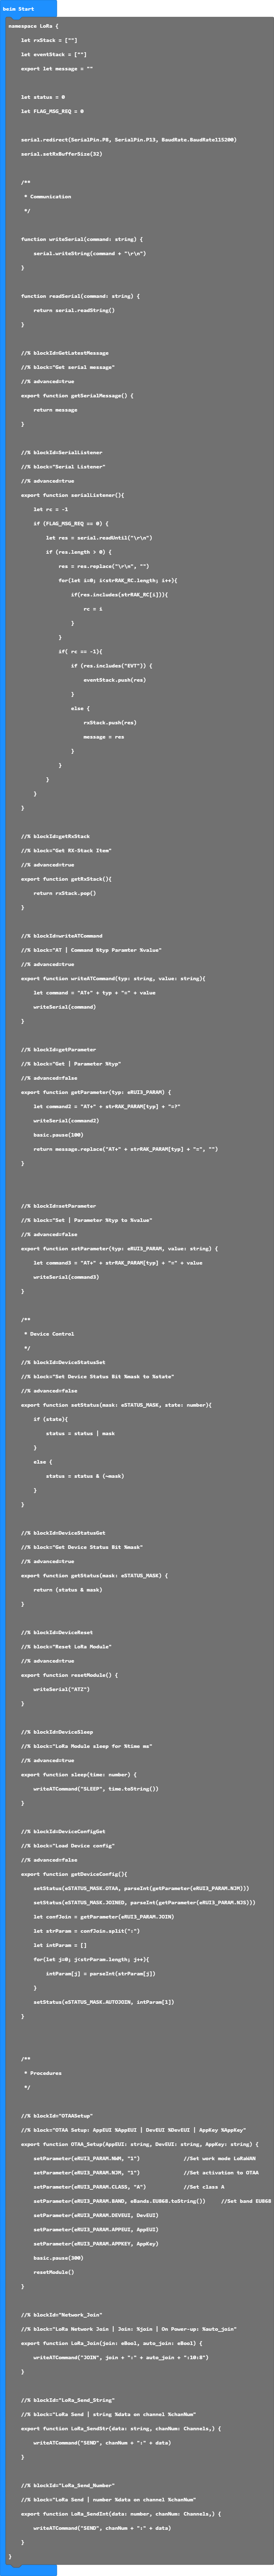 beim Start
namespace LoRa {
let rxStack = [""]
let eventStack = [""]
export let message = ""
let status = 0
let FLAG_MSG_REQ = 0
serial.redirect(SerialPin.P8, SerialPin.P13, BaudRate.BaudRate115200)
serial.setRxBufferSize(32)
/**
* Communication
*/
function writeSerial(command: string) {
serial.writeString(command + "\r\n")
}
function readSerial(command: string) {
return serial.readString()
}
//% blockId=GetLatestMessage
//% block="Get serial message"
//% advanced=true
export function getSerialMessage() {
return message
}
//% blockId=SerialListener
//% block="Serial Listener"
//% advanced=true
export function serialListener(){
let rc = -1
if (FLAG_MSG_REQ == 0) {
let res = serial.readUntil("\r\n")
if (res.length > 0) {
res = res.replace("\r\n", "")
for(let i=0; i<strRAK_RC.length; i++){
if(res.includes(strRAK_RC[i])){
rc = i
}
}
if( rc == -1){
if (res.includes("EVT")) {
eventStack.push(res)
}
else {
rxStack.push(res)
message = res
}
}
}
}
}
//% blockId=getRxStack
//% block="Get RX-Stack Item"
//% advanced=true
export function getRxStack(){
return rxStack.pop()
}
//% blockId=writeATCommand
//% block="AT | Command %typ Paramter %value"
//% advanced=true
export function writeATCommand(typ: string, value: string){
let command = "AT+" + typ + "=" + value
writeSerial(command)
}
//% blockId=getParameter
//% block="Get | Parameter %typ"
//% advanced=false
export function getParameter(typ: eRUI3_PARAM) {
let command2 = "AT+" + strRAK_PARAM[typ] + "=?"
writeSerial(command2)
basic.pause(100)
return message.replace("AT+" + strRAK_PARAM[typ] + "=", "")
}
//% blockId=setParameter
//% block="Set | Parameter %typ to %value"
//% advanced=false
export function setParameter(typ: eRUI3_PARAM, value: string) {
let command3 = "AT+" + strRAK_PARAM[typ] + "=" + value
writeSerial(command3)
}
/**
* Device Control
*/
//% blockId=DeviceStatusSet
//% block="Set Device Status Bit %mask to %state"
//% advanced=false
export function setStatus(mask: eSTATUS_MASK, state: number){
if (state){
status = status | mask
}
else {
status = status & (~mask)
}
}
//% blockId=DeviceStatusGet
//% block="Get Device Status Bit %mask"
//% advanced=true
export function getStatus(mask: eSTATUS_MASK) {
return (status & mask)
}
//% blockId=DeviceReset
//% block="Reset LoRa Module"
//% advanced=true
export function resetModule() {
writeSerial("ATZ")
}
//% blockId=DeviceSleep
//% block="LoRa Module sleep for %time ms"
//% advanced=true
export function sleep(time: number) {
writeATCommand("SLEEP", time.toString())
}
//% blockId=DeviceConfigGet
//% block="Load Device config"
//% advanced=false
export function getDeviceConfig(){
setStatus(eSTATUS_MASK.OTAA, parseInt(getParameter(eRUI3_PARAM.NJM)))
setStatus(eSTATUS_MASK.JOINED, parseInt(getParameter(eRUI3_PARAM.NJS)))
let confJoin = getParameter(eRUI3_PARAM.JOIN)
let strParam = confJoin.split(":")
let intParam = []
for(let j=0; j<strParam.length; j++){
intParam[j] = parseInt(strParam[j])
}
setStatus(eSTATUS_MASK.AUTOJOIN, intParam[1])
}
/**
* Procedures
*/
//% blockId="OTAASetup"
//% block="OTAA Setup: AppEUI %AppEUI | DevEUI %DevEUI | AppKey %AppKey"
export function OTAA_Setup(AppEUI: string, DevEUI: string, AppKey: string) {
setParameter(eRUI3_PARAM.NWM, "1") //Set work mode LoRaWAN
setParameter(eRUI3_PARAM.NJM, "1") //Set activation to OTAA
setParameter(eRUI3_PARAM.CLASS, "A") //Set class A
setParameter(eRUI3_PARAM.BAND, eBands.EU868.toString()) //Set band EU868
setParameter(eRUI3_PARAM.DEVEUI, DevEUI)
setParameter(eRUI3_PARAM.APPEUI, AppEUI)
setParameter(eRUI3_PARAM.APPKEY, AppKey)
basic.pause(300)
resetModule()
}
//% blockId="Network_Join"
//% block="LoRa Network Join | Join: %join | On Power-up: %auto_join"
export function LoRa_Join(join: eBool, auto_join: eBool) {
writeATCommand("JOIN", join + ":" + auto_join + ":10:8")
}
//% blockId="LoRa_Send_String"
//% block="LoRa Send | string %data on channel %chanNum"
export function LoRa_SendStr(data: string, chanNum: Channels,) {
writeATCommand("SEND", chanNum + ":" + data)
}
//% blockId="LoRa_Send_Number"
//% block="LoRa Send | number %data on channel %chanNum"
export function LoRa_SendInt(data: number, chanNum: Channels,) {
writeATCommand("SEND", chanNum + ":" + data)
}
}